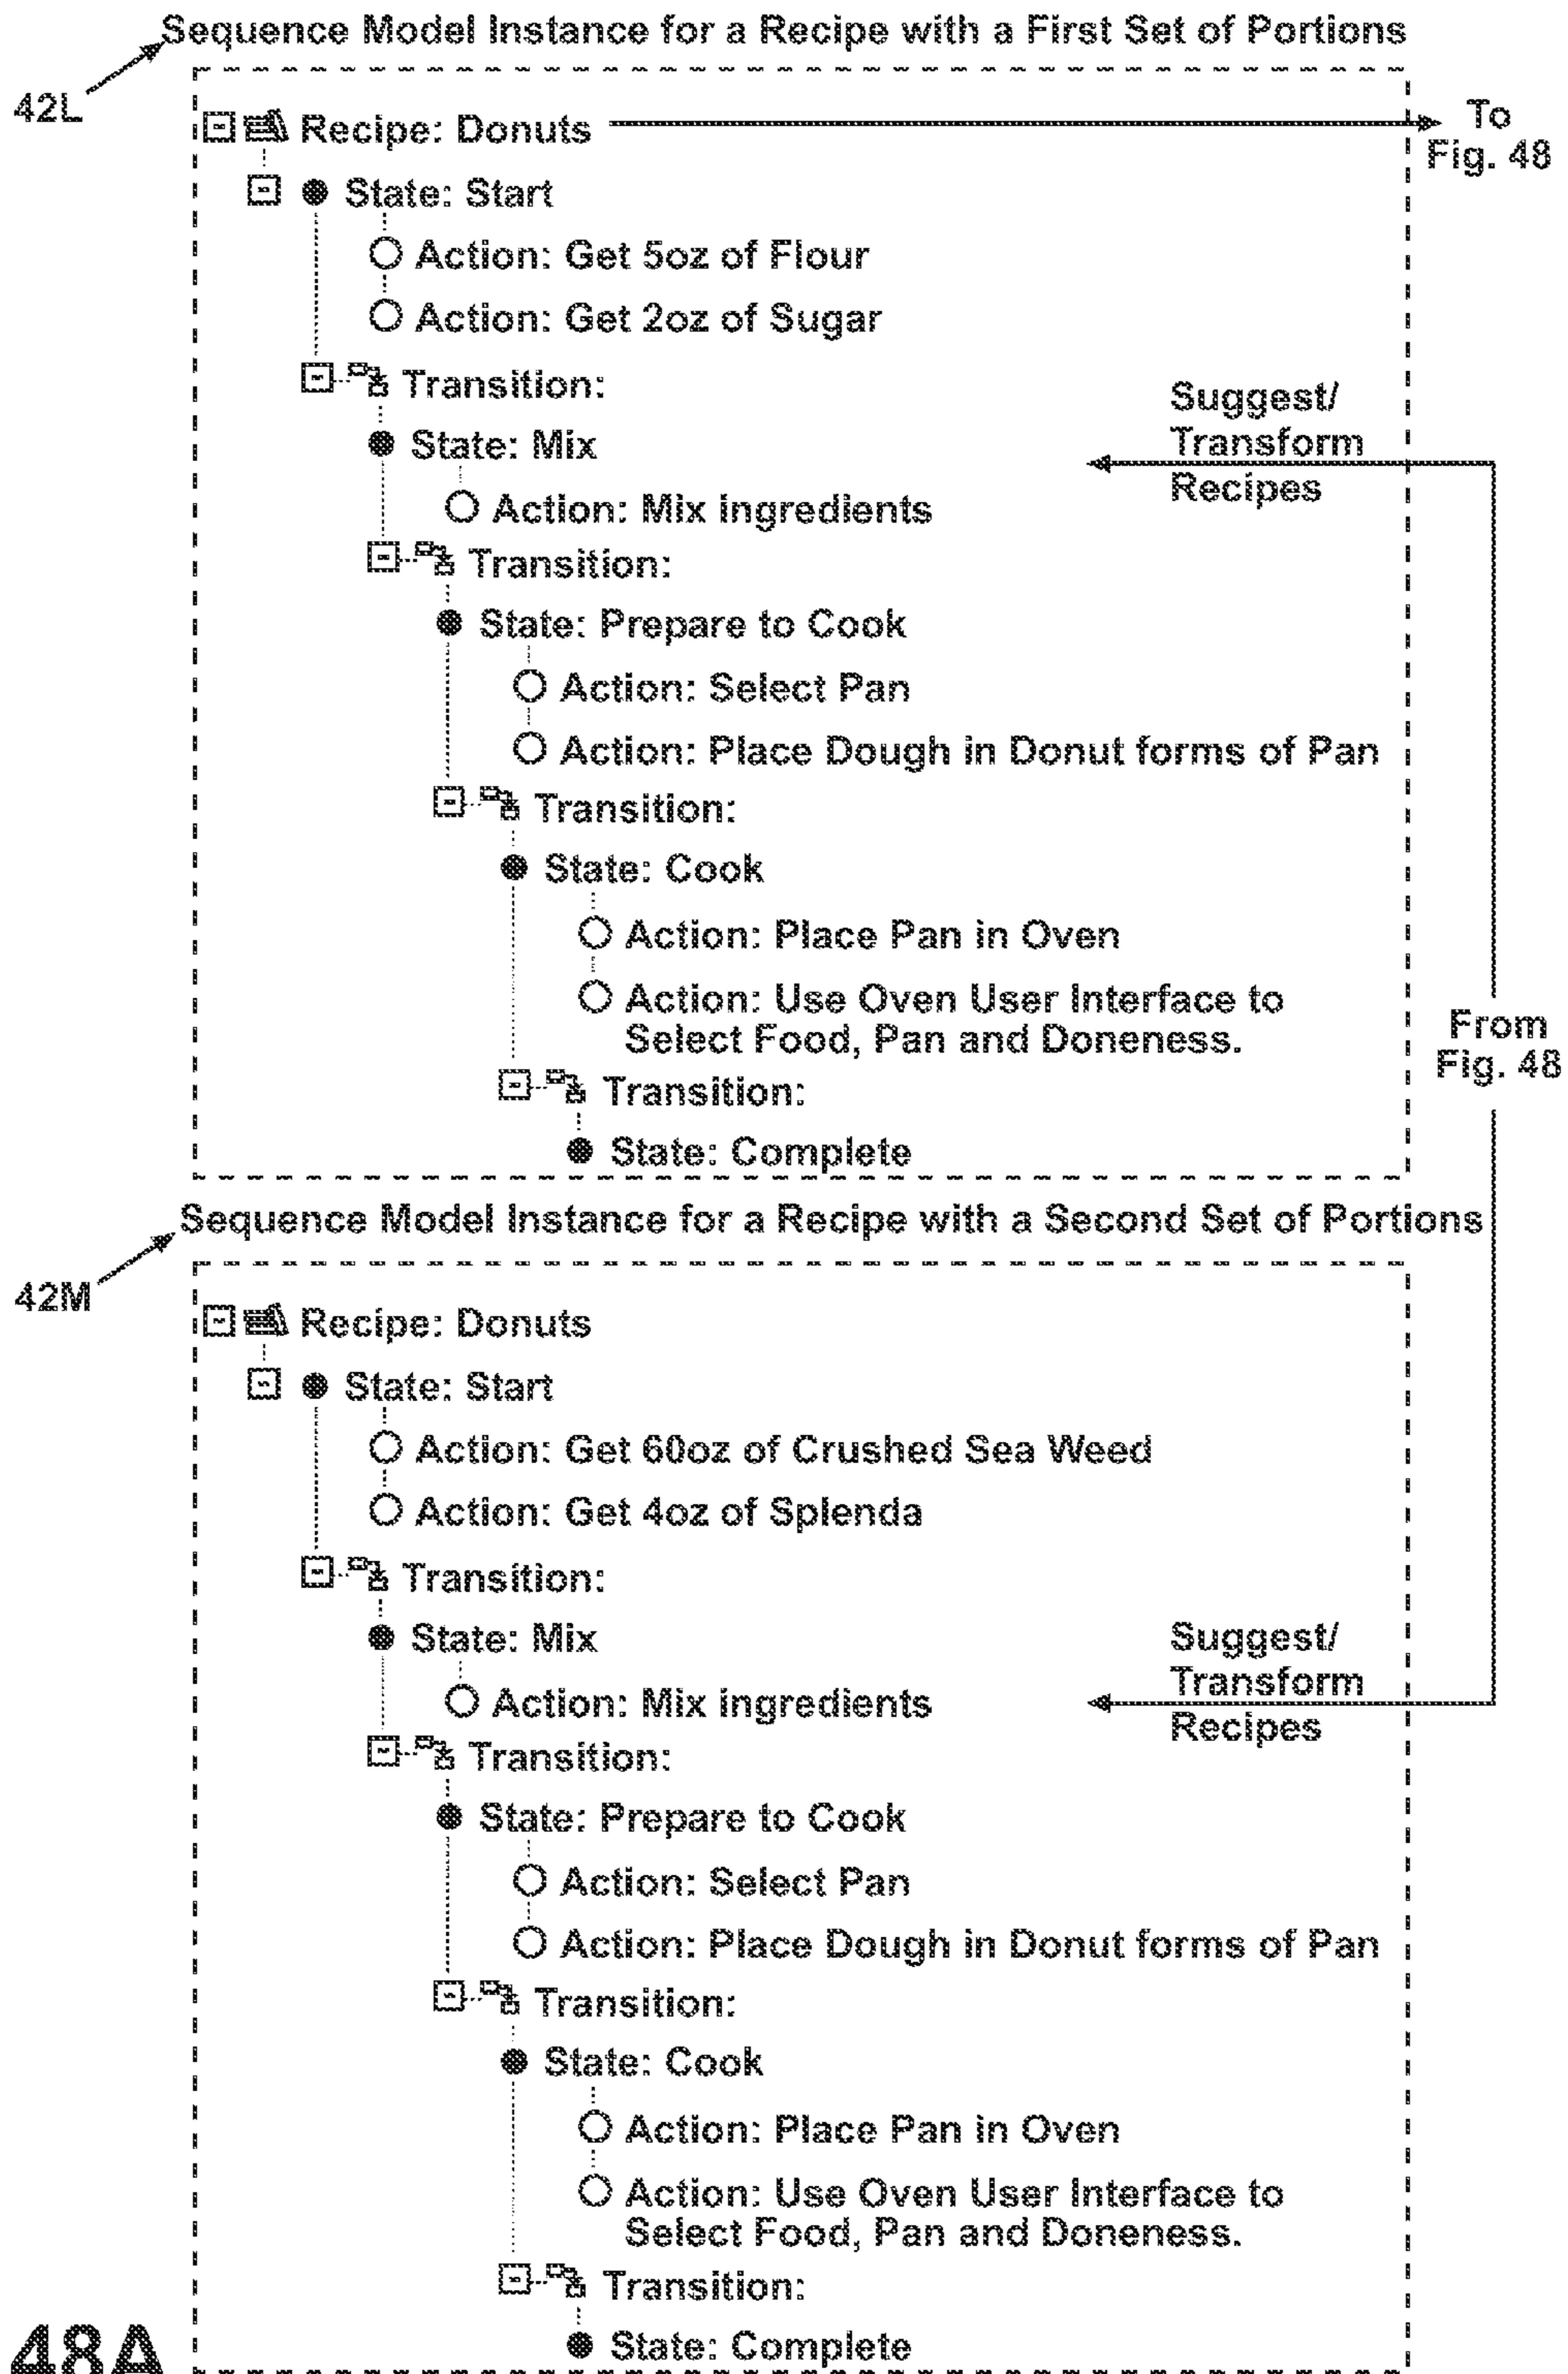 Sequence Model Instance for a Recipe with a First Set of Portions
42L
Recipe: Donuts
To
Fig. 48
State: Start
Action: Get 5oz of Flour
Action: Get 2oz of Sugar
Transition:
Suggest/
Transform
Recipes
State: Mix
Action: Mix ingredients
Transition:
State: Prepare to Cook
Action: Select Pan
Action: Place Dough in Donut forms of Pan
Transition:
State: Cook
Action: Place Pan in Oven
Action: Use Oven User Interface to
Select Food, Pan and Doneness.
From
Fig. 48
Transition:
State: Complete
Sequence Model Instance for a Recipe with a Second Set of Portions
42M
Recipe: Donuts
State: Start
Action: Get 60oz of Crushed Sea Weed
Action: Get 4oz of Splenda
Transition:
State: Mix
Suggest/
Transform
Recipes
Action: Mix ingredients
Transition:
State: Prepare to Cook
Action: Select Pan
Action: Place Dough in Donut forms of Pan
Transition:
State: Cook
Action: Place Pan in Oven
Action: Use Oven User Interface to
Select Food, Pan and Doneness.
Transition:
State: Complete
48A